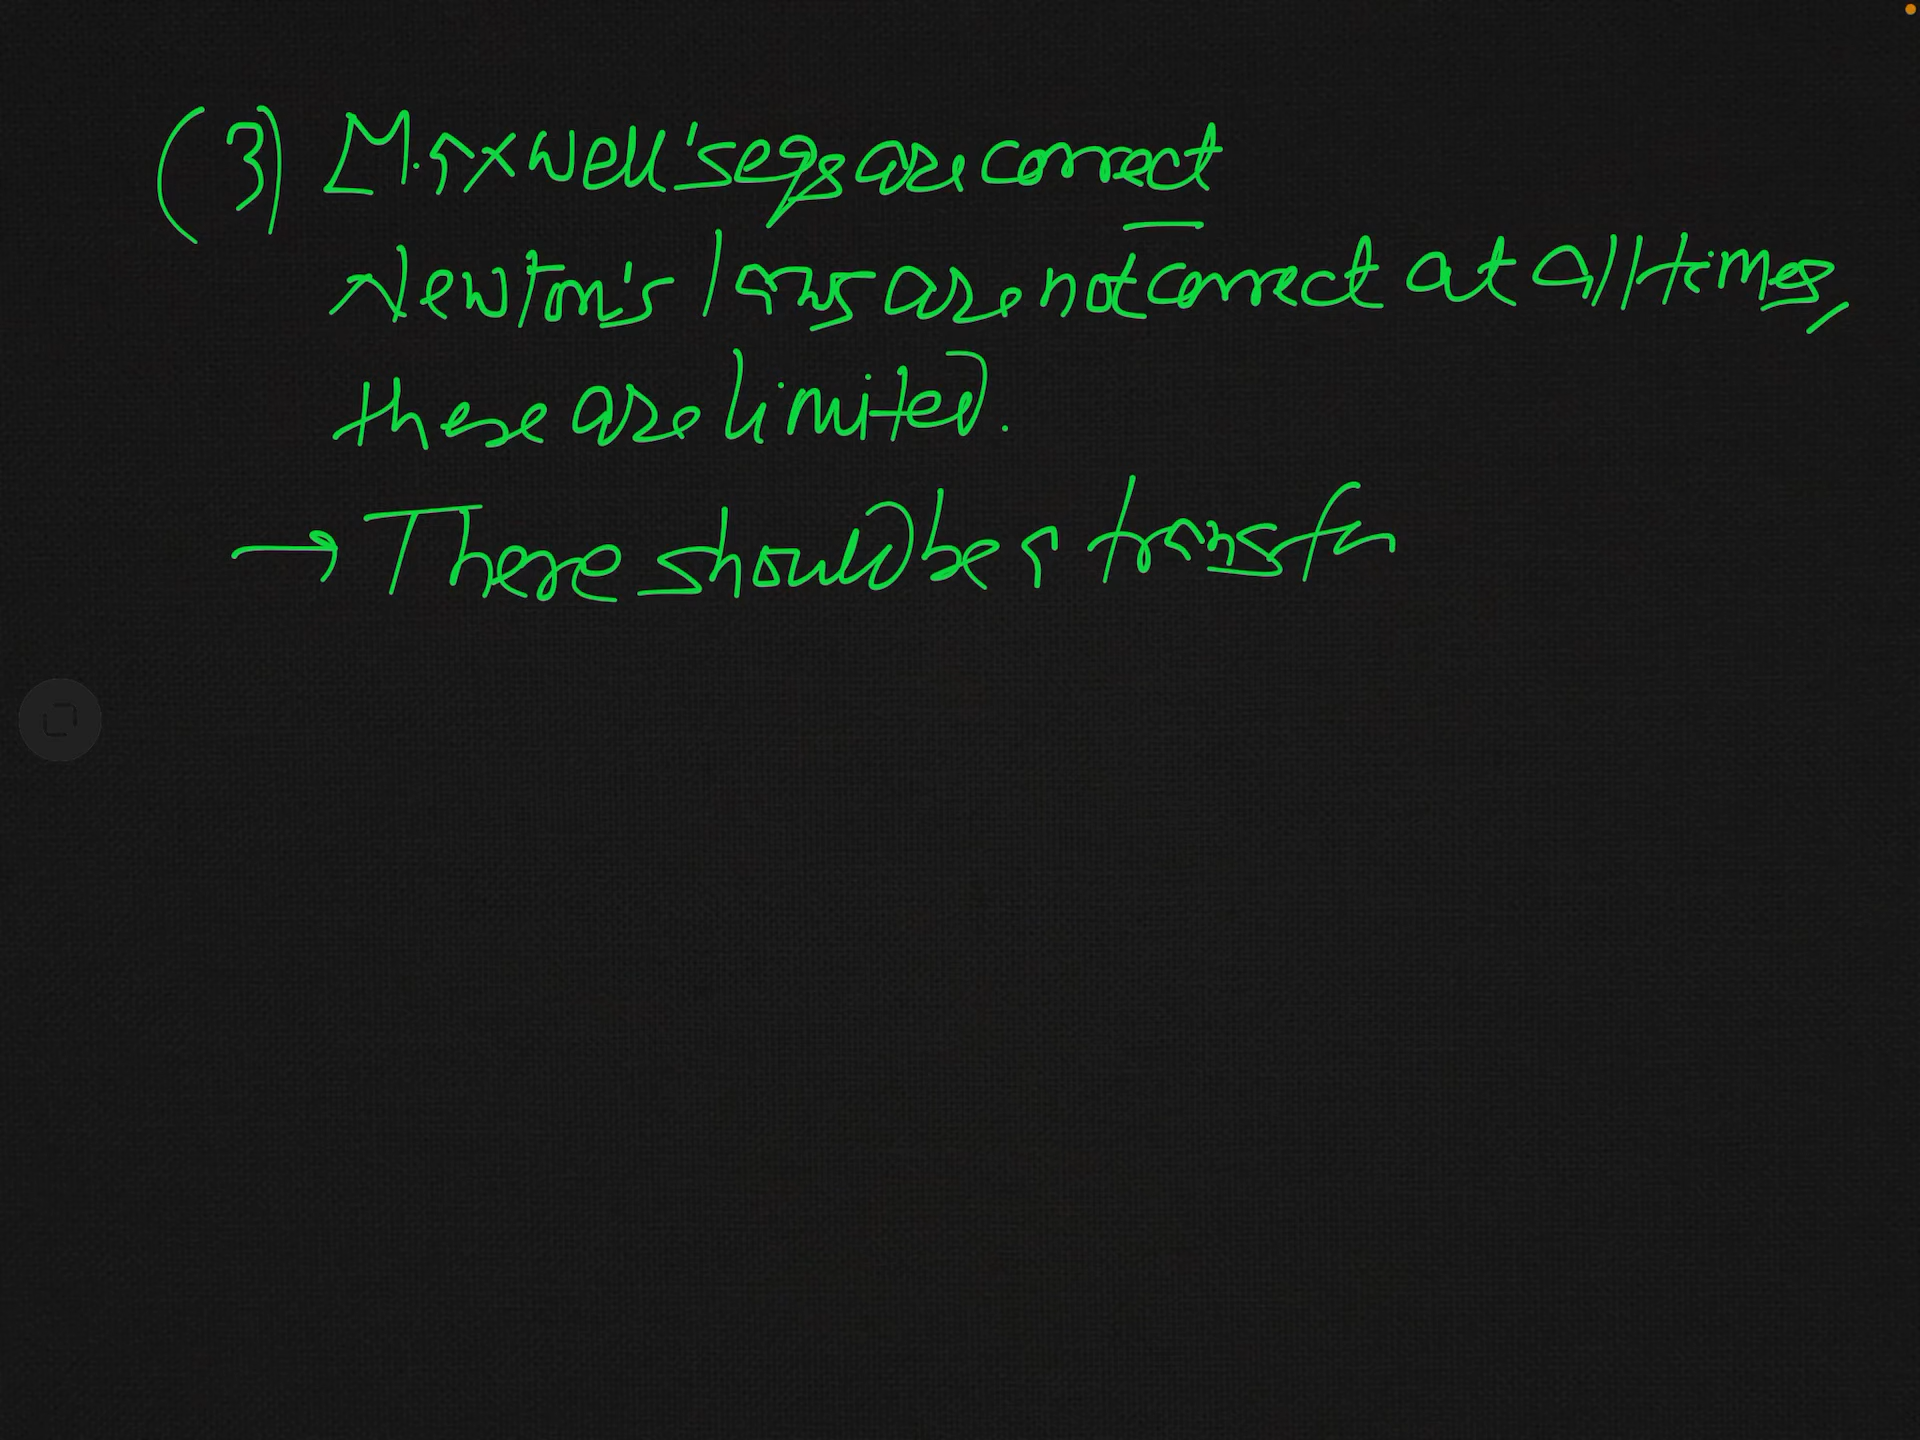 (3) Maxwell's eqs are correct
Newton's laws are not correct at all times,
these are limited.
→ There should be a transfo